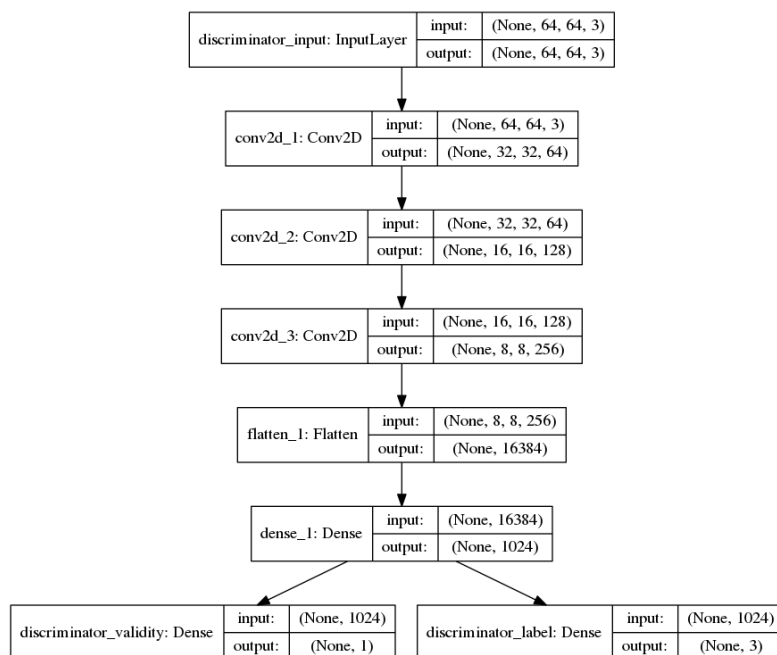 discriminator_input: InputLayer
input: (None, 64, 64, 3)
output: (None, 64, 64, 3)
conv2d_1: Conv2D
input: (None, 64, 64, 3)
output: (None, 32, 32, 64)
conv2d_2: Conv2D
input: (None, 32, 32, 64)
output: (None, 16, 16, 128)
conv2d_3: Conv2D
input: (None, 16, 16, 128)
output: (None, 8, 8, 256)
flatten_1: Flatten
input: (None, 8, 8, 256)
output: (None, 16384)
dense_1: Dense
input: (None, 16384)
output: (None, 1024)
discriminator_validity: Dense
input: (None, 1024)
output: (None, 1)
discriminator_label: Dense
input: (None, 1024)
output: (None, 3)